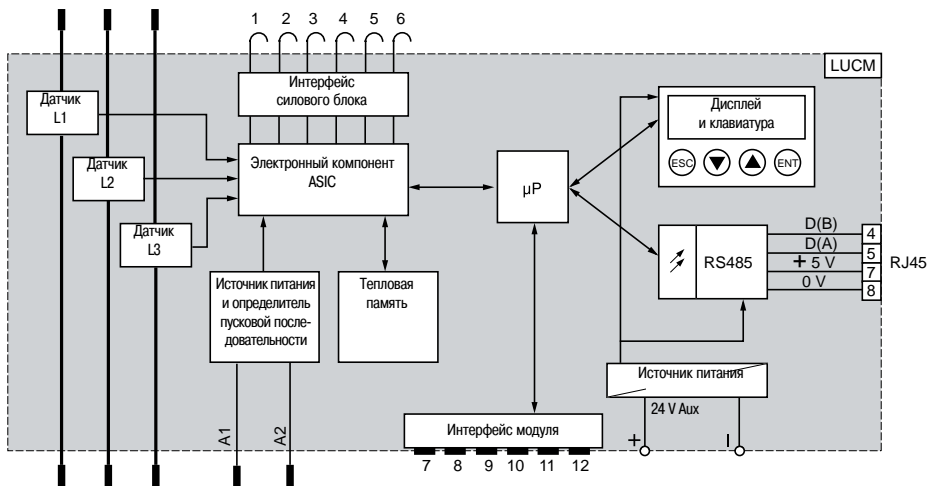 1 2 3 4 5 6
LUCM
Интерфейс
силового блока
Датчик
L1
Дисплей
и клавиатура
Электронный компонент
ASIC
ESC
ENT
Датчик
L2
µP
Датчик
L3
D(B)
4
D(A)
5
+ 5 V
7
0 V
8
RJ45
RS485
Источник питания
и определитель
пусковой после-
довательности
Тепловая
память
Источник питания
24 V Aux
A1
A2
Интерфейс модуля
+
–
7 8 9 10 11 12